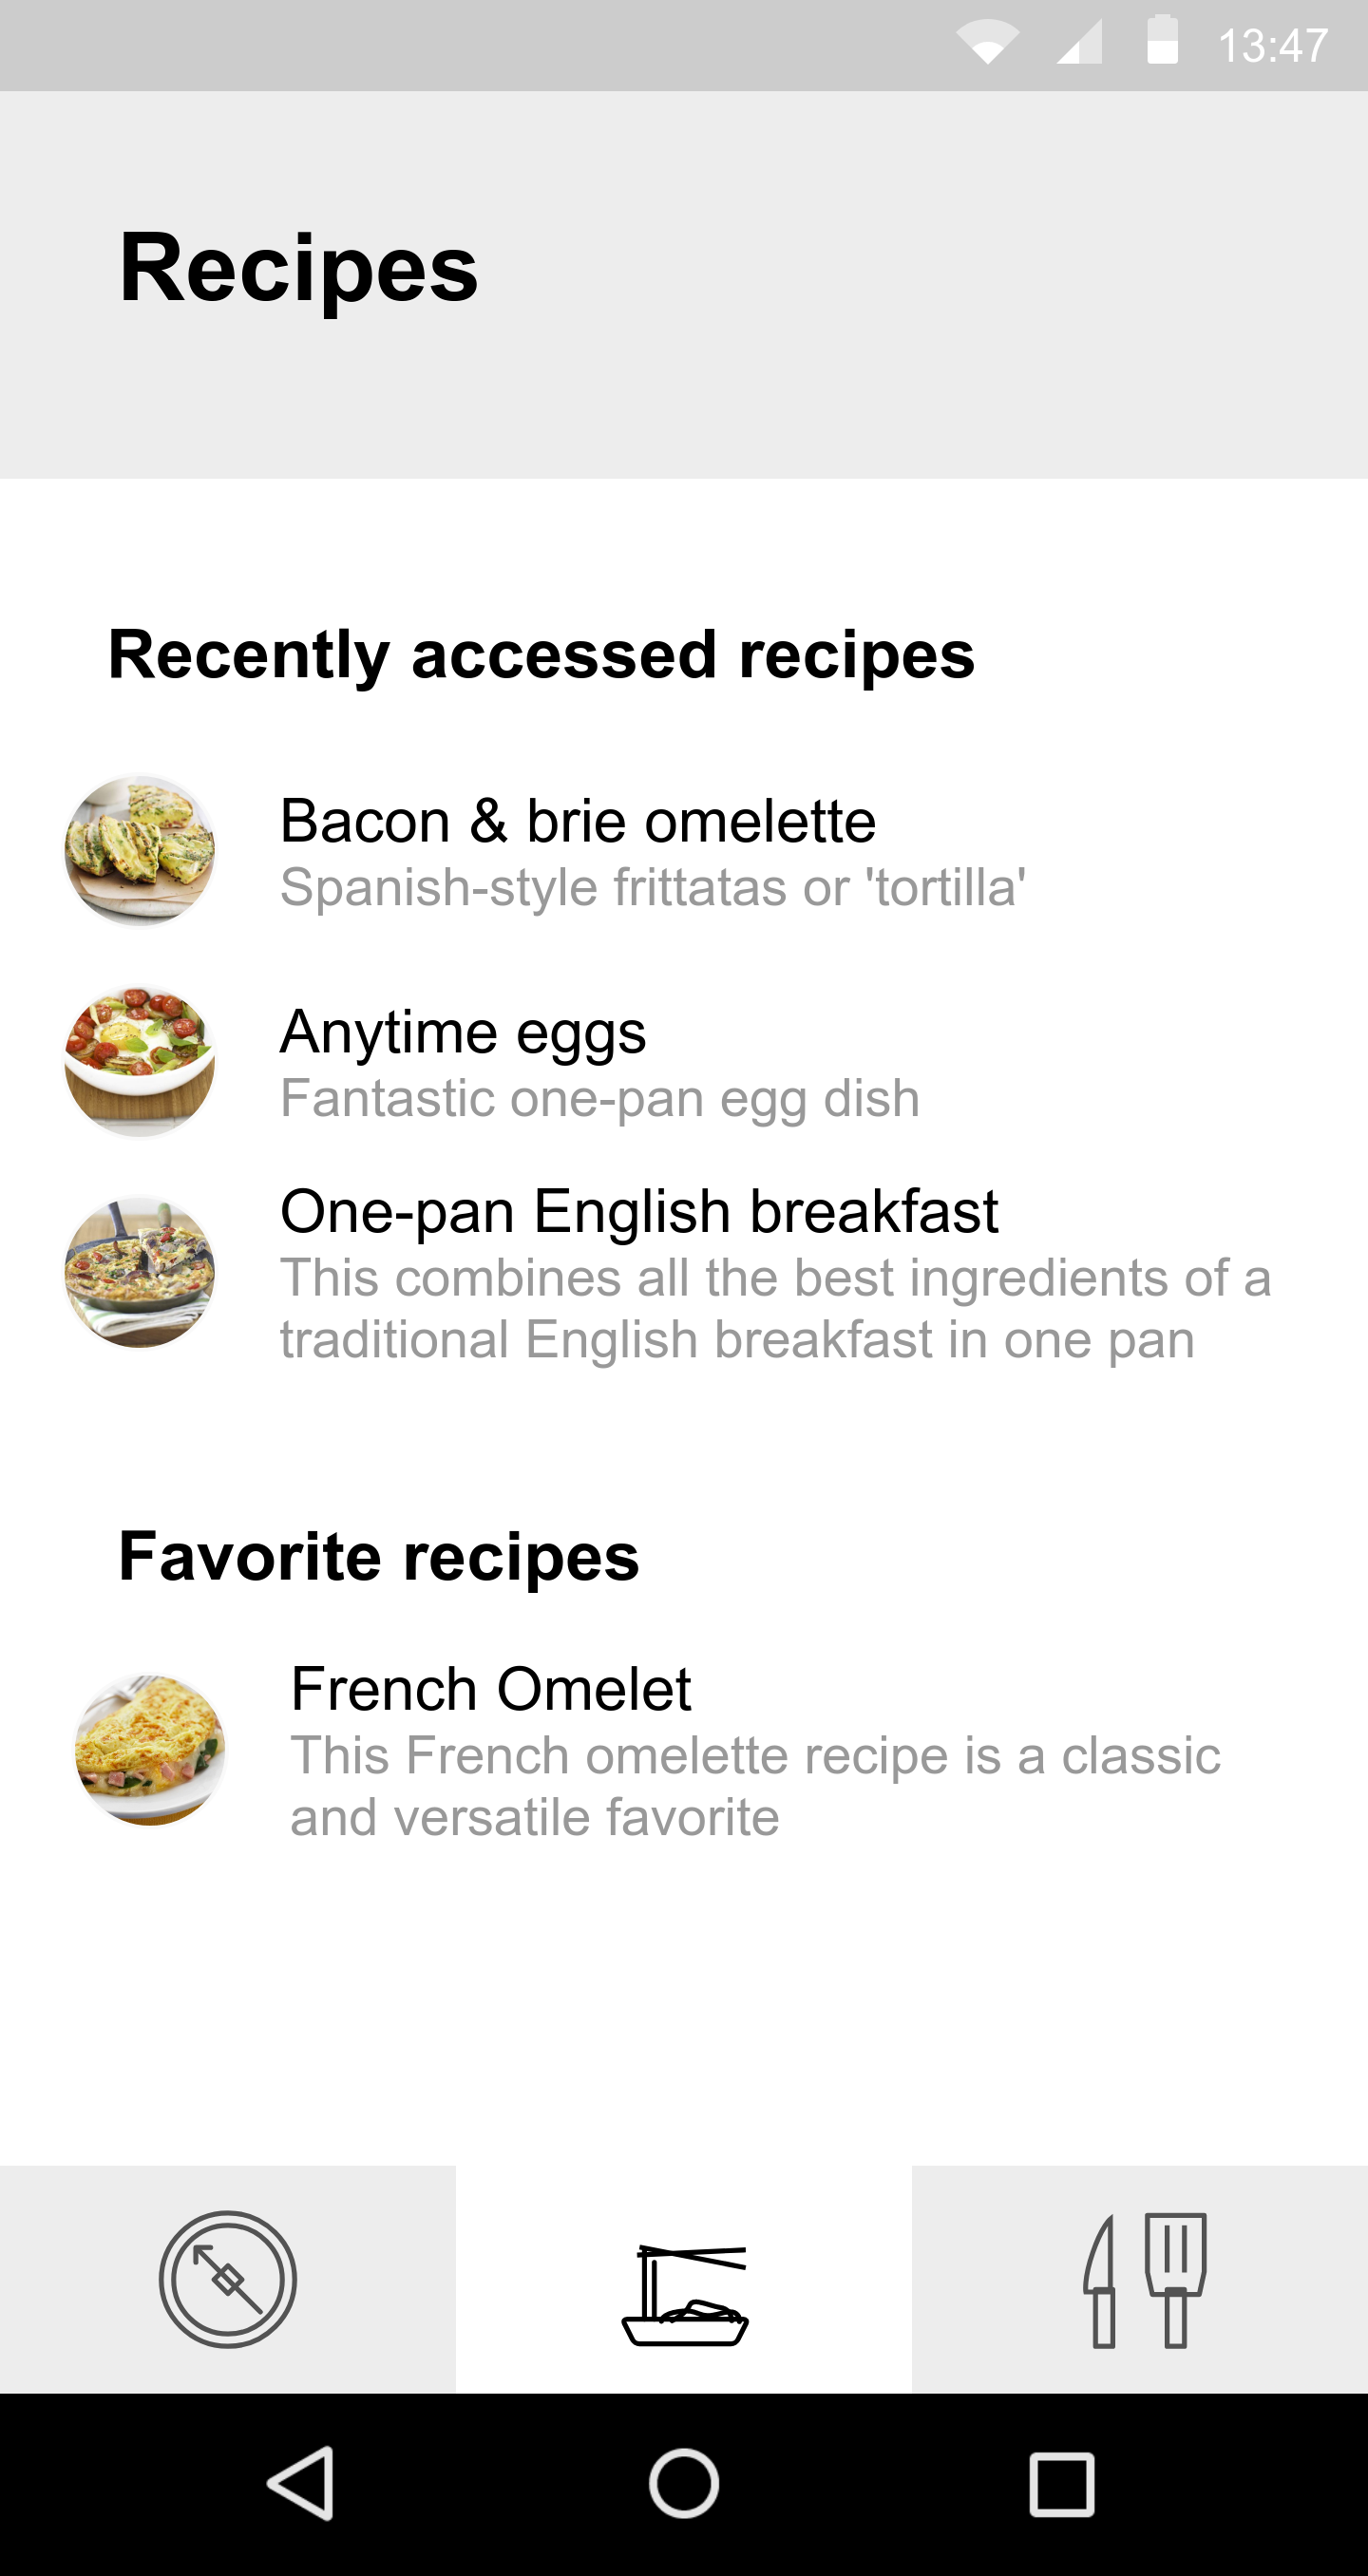 13:47
Recipes
Recently accessed recipes
Bacon & brie omelette
Spanish-style frittatas or 'tortilla'
Anytime eggs
Fantastic one-pan egg dish
One-pan English breakfast
This combines all the best ingredients of a
traditional English breakfast in one pan
Favorite recipes
French Omelet
This French omelette recipe is a classic
and versatile favorite